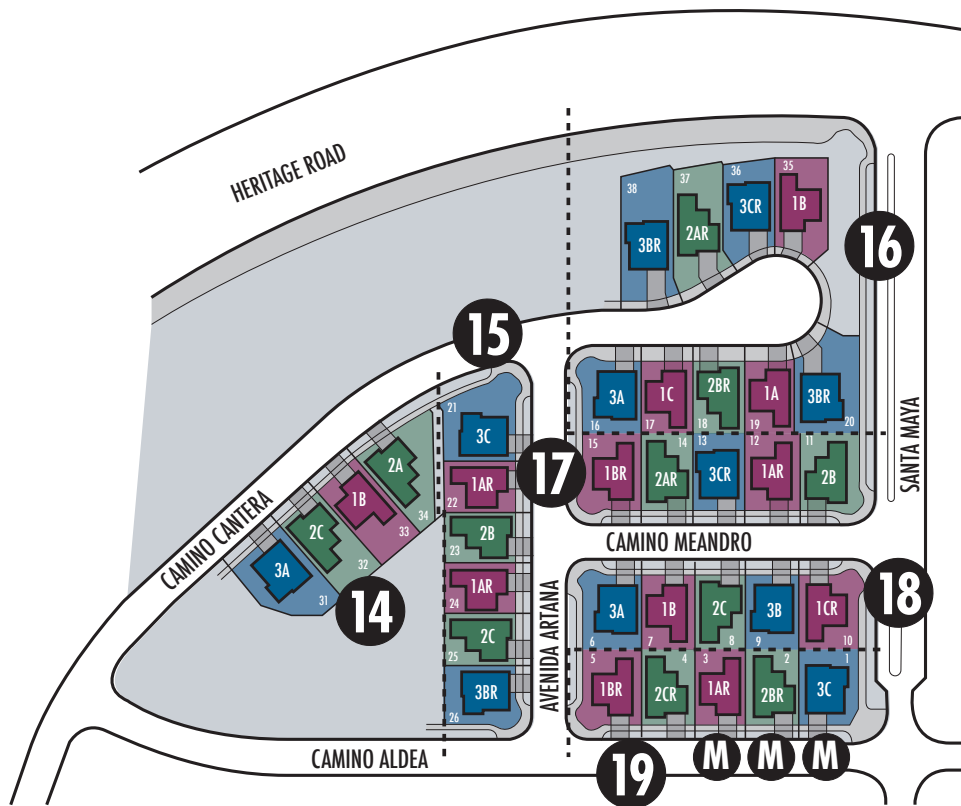 HERITAGE ROAD
38
37
36
35
3BR
2AR
3CR
1B
16
15
21
3C
3A
1C
2BR
1A
3BR
16
17
18
19
20
15
14
13
12
11
1BR
2AR
3CR
1AR
2B
17
SANTA MAYA
CAMINO CANTERA
2A
34
1B
33
2C
32
3A
31
14
1AR
22
2B
23
1AR
24
2C
25
3BR
26
AVENIDA ARTANA
CAMINO MEANDRO
3A
1B
2C
3B
1CR
6
7
8
9
10
18
5
4
3
2
1
1BR
2CR
1AR
2BR
3C
CAMINO ALDEA
19
M
M
M